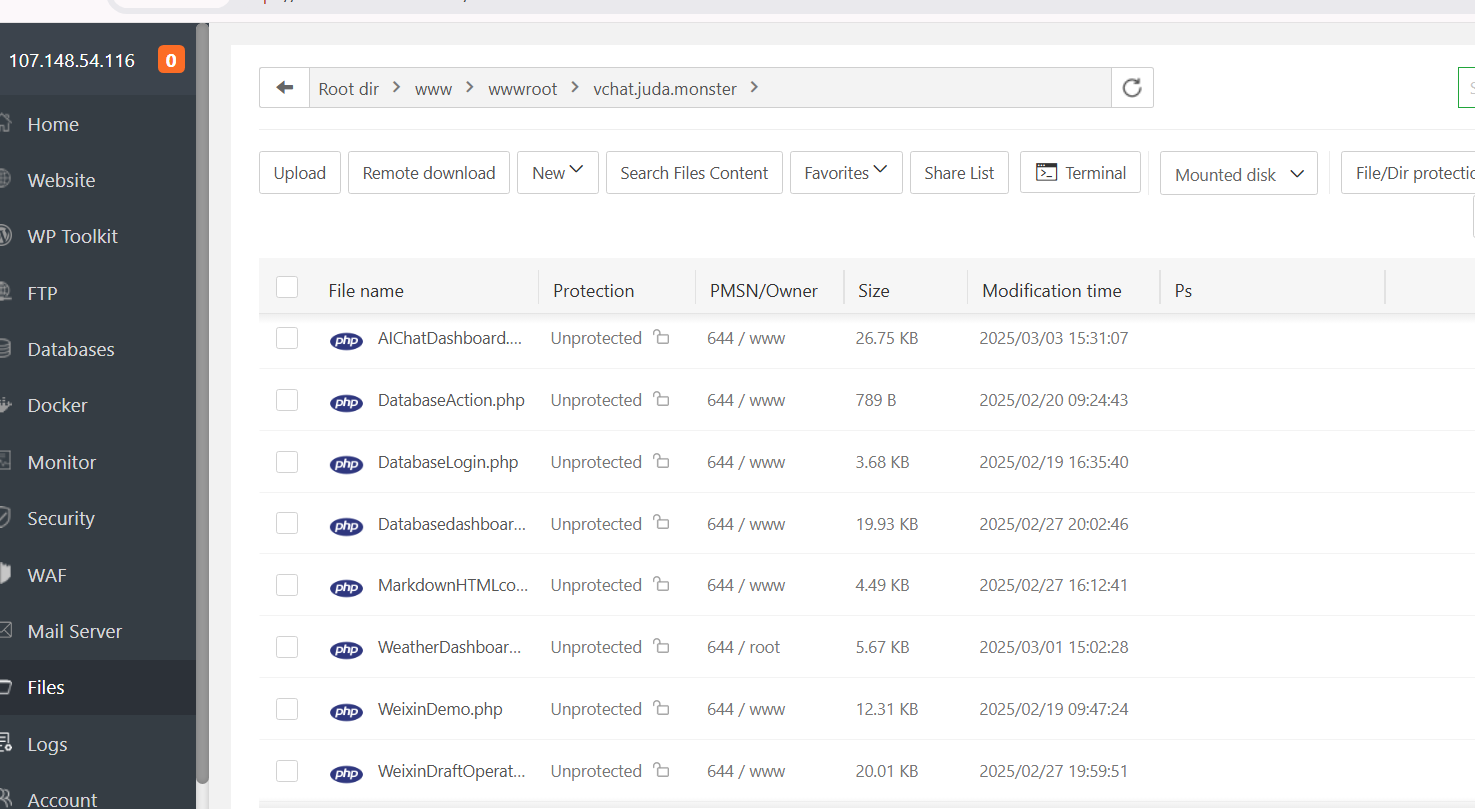 107.148.54.116 0
Home
Website
WP Toolkit
FTP
Databases
Docker
Monitor
Security
WAF
Mail Server
Files
Logs
Account
Root dir www wwwroot vchat.juda.monster
Upload Remote download New Search Files Content Favorites Share List Terminal Mounted disk File/Dir protectio
File name Protection PMSN/Owner Size Modification time Ps
php AIChatDashboard.... Unprotected 644 / www 26.75 KB 2025/03/03 15:31:07
php DatabaseAction.php Unprotected 644 / www 789 B 2025/02/20 09:24:43
php DatabaseLogin.php Unprotected 644 / www 3.68 KB 2025/02/19 16:35:40
php Databasedashboar... Unprotected 644 / www 19.93 KB 2025/02/27 20:02:46
php MarkdownHTMLco... Unprotected 644 / www 4.49 KB 2025/02/27 16:12:41
php WeatherDashboar... Unprotected 644 / root 5.67 KB 2025/03/01 15:02:28
php WeixinDemo.php Unprotected 644 / www 12.31 KB 2025/02/19 09:47:24
php WeixinDraftOperat... Unprotected 644 / www 20.01 KB 2025/02/27 19:59:51